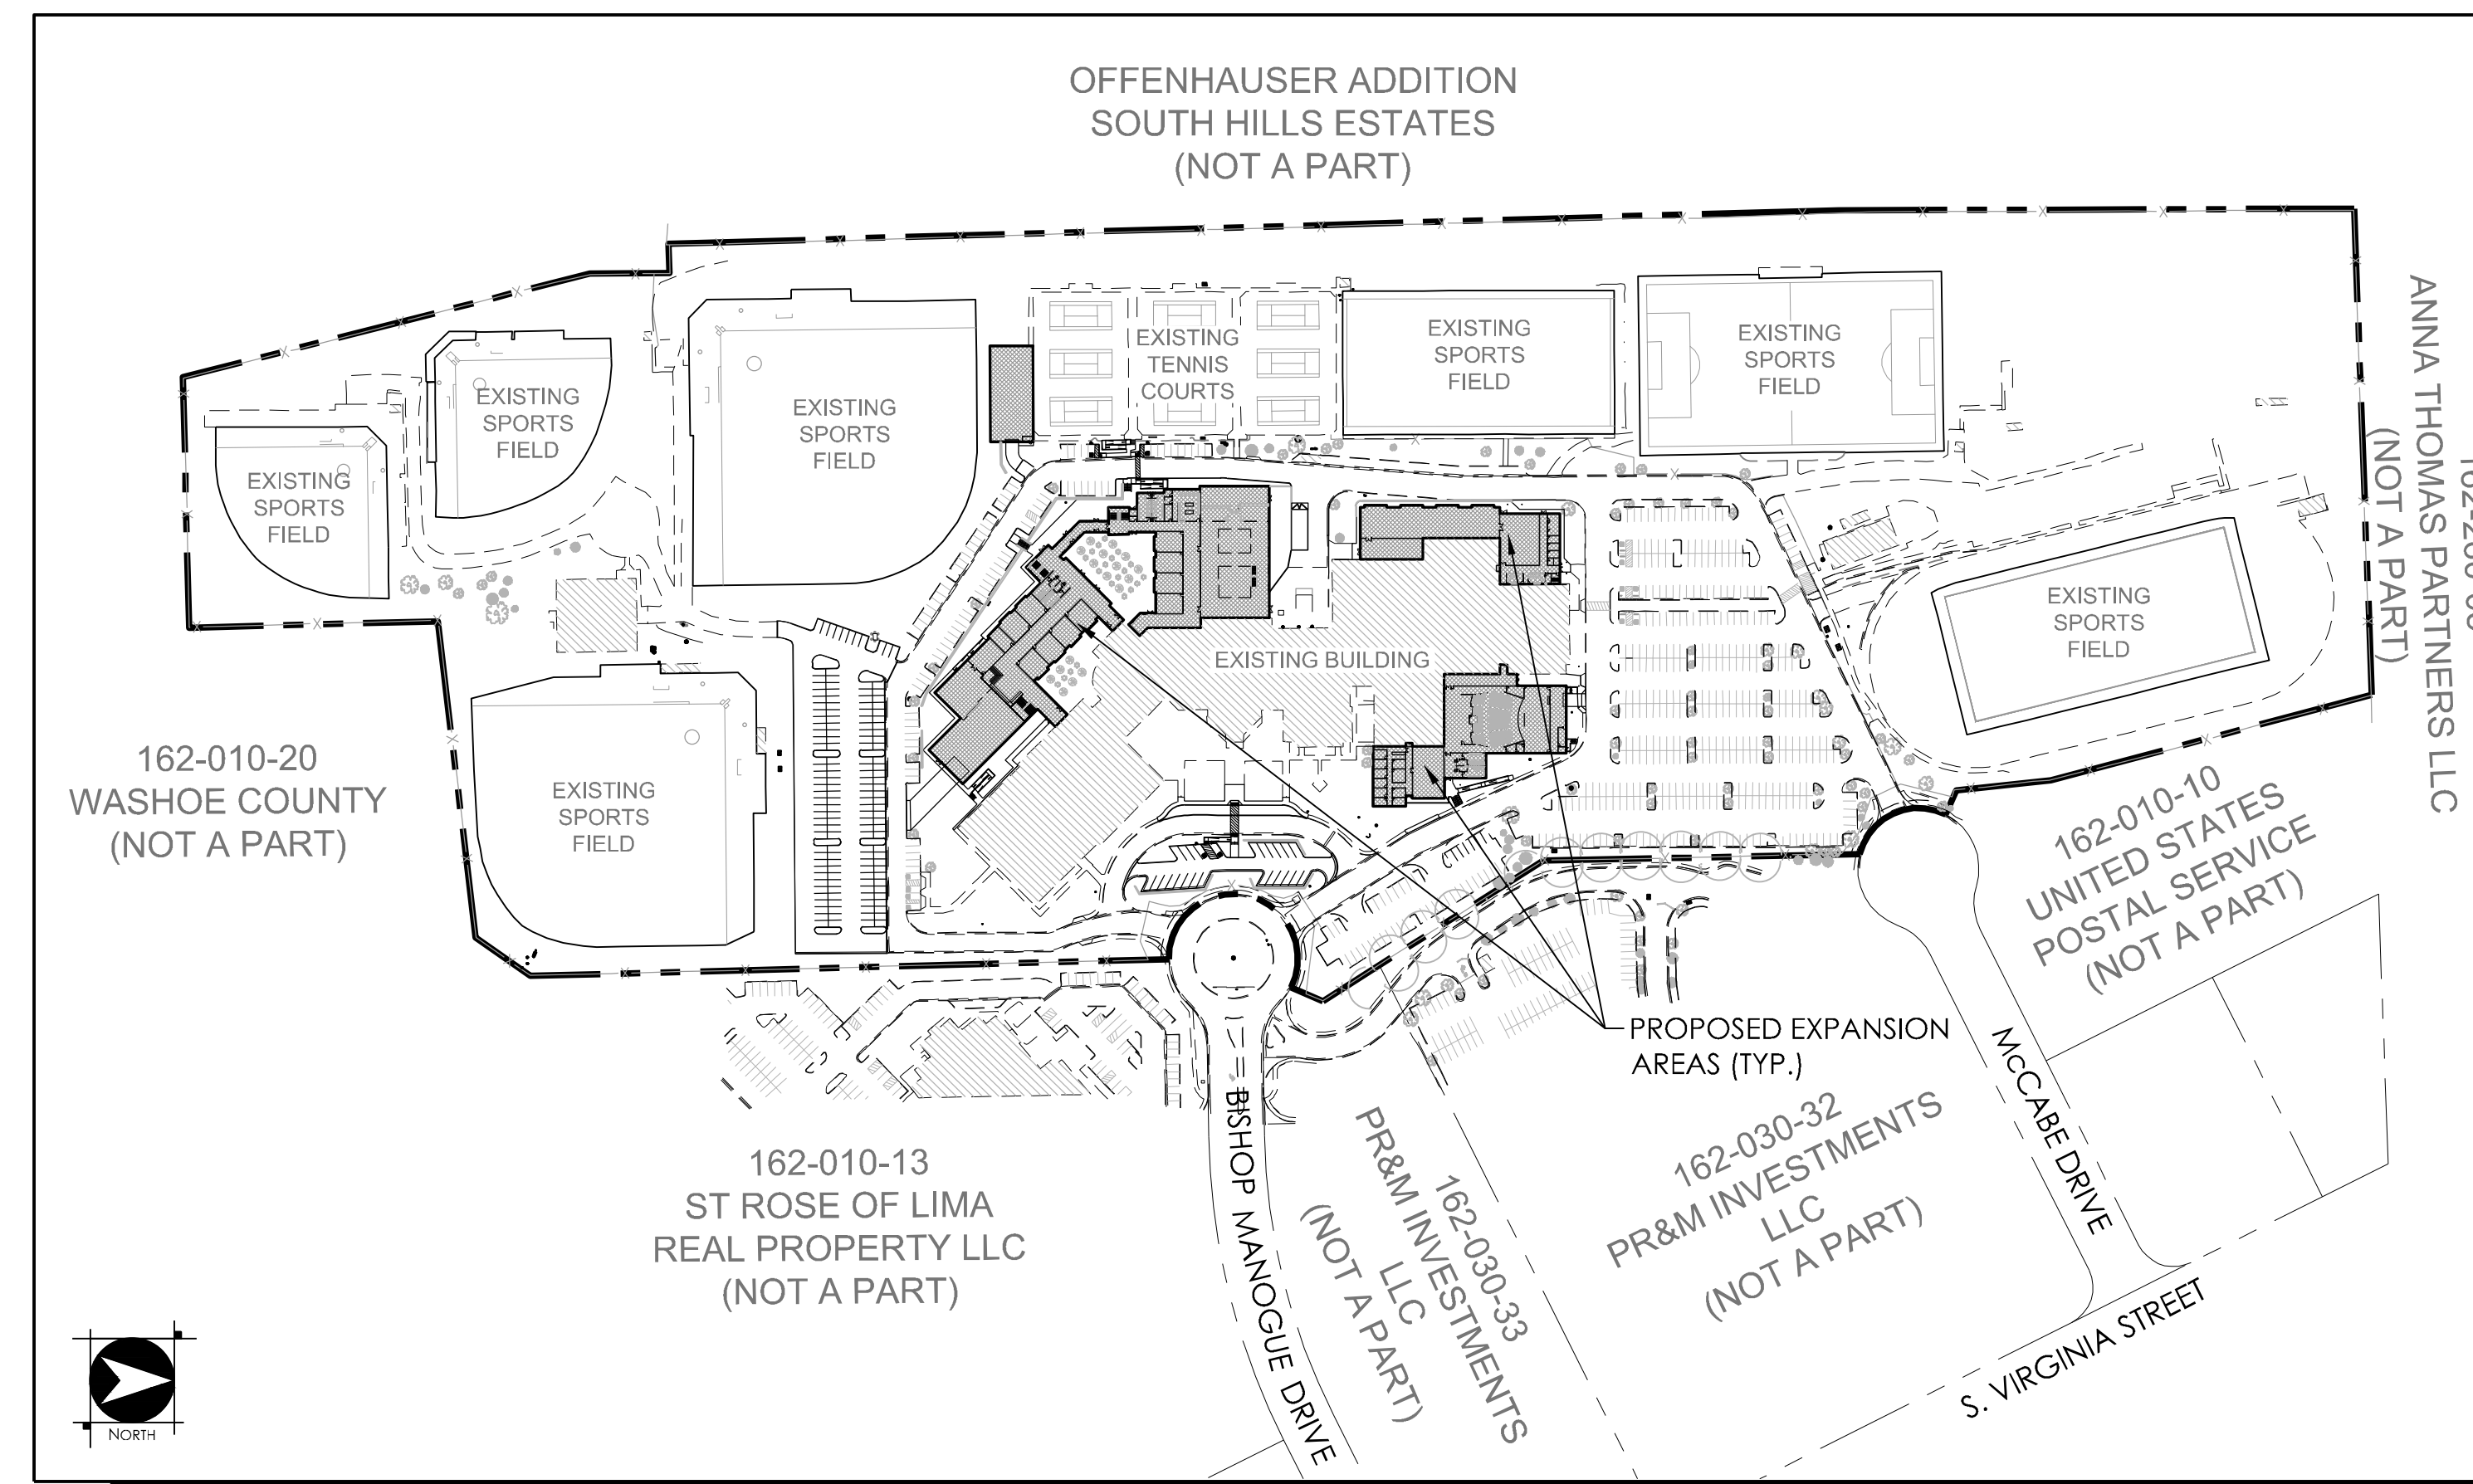 OFFENHAUSER ADDITION
SOUTH HILLS ESTATES
(NOT A PART)
EXISTING
SPORTS
FIELD
EXISTING
SPORTS
FIELD
EXISTING
SPORTS
FIELD
EXISTING
TENNIS
COURTS
EXISTING
SPORTS
FIELD
EXISTING
SPORTS
FIELD
ANNA THOMAS PARTNERS LLC
(NOT A PART)
EXISTING
SPORTS
FIELD
EXISTING BUILDING
162-010-20
WASHOE COUNTY
(NOT A PART)
EXISTING
SPORTS
FIELD
162-010-10
UNITED STATES
POSTAL SERVICE
(NOT A PART)
PROPOSED EXPANSION
AREAS (TYP.)
McCABE DRIVE
BISHOP MANOGUE DRIVE
162-010-13
ST ROSE OF LIMA
REAL PROPERTY LLC
(NOT A PART)
162-030-33
PR&M INVESTMENTS
LLC
(NOT A PART)
162-030-32
PR&M INVESTMENTS
LLC
(NOT A PART)
S. VIRGINIA STREET
NORTH